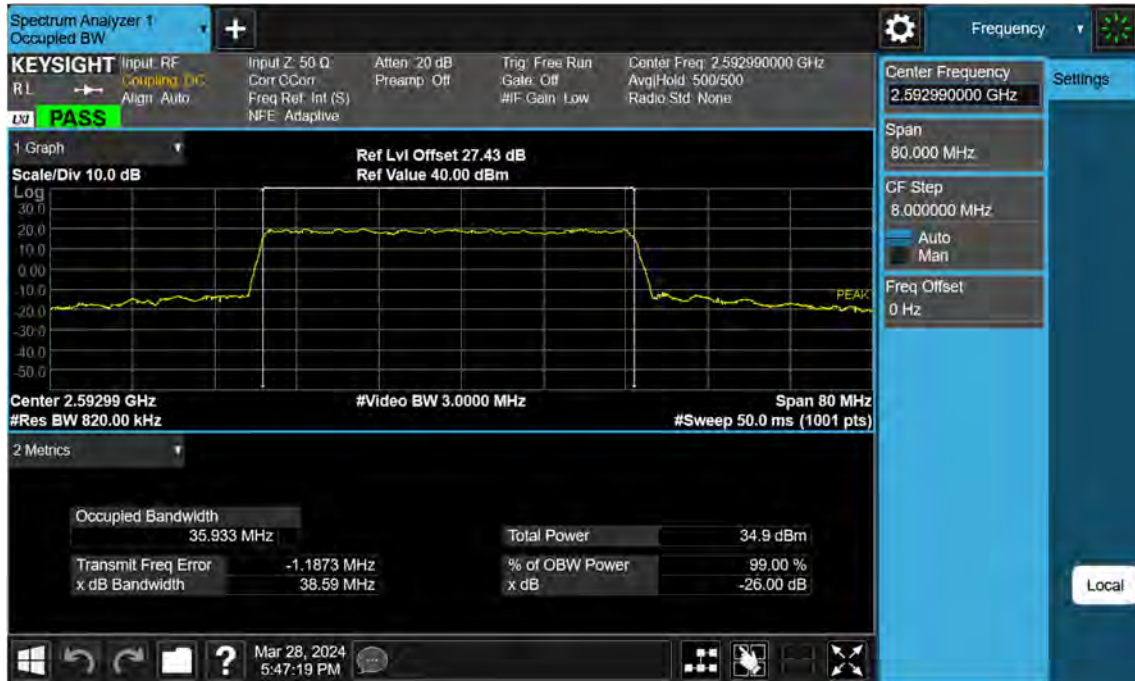 Spectrum Analyzer 1
Occupied BW
+
Frequency
KEYSIGHT
RL
LXI PASS
Input: RF
Coupling: DC
Align: Auto
Input Z: 50 Ω
Corr CCorr
Freq Ref: Int (S)
NFE: Adaptive
Atten: 20 dB
Preamp: Off
Trig: Free Run
Gate: Off
#IF Gain: Low
Center Freq: 2.592990000 GHz
Avg|Hold: 500/500
Radio Std: None
Center Frequency
2.592990000 GHz
Settings
Span
80.000 MHz
CF Step
8.000000 MHz
Auto
Man
Freq Offset
0 Hz
1 Graph
Scale/Div 10.0 dB
Ref Lvl Offset 27.43 dB
Ref Value 40.00 dBm
Log
30.0
20.0
10.0
0.00
-10.0
-20.0
-30.0
-40.0
-50.0
PEAK
Center 2.59299 GHz
#Res BW 820.00 kHz
#Video BW 3.0000 MHz
Span 80 MHz
#Sweep 50.0 ms (1001 pts)
2 Metrics
Occupied Bandwidth
35.933 MHz
Transmit Freq Error -1.1873 MHz
x dB Bandwidth 38.59 MHz
Total Power 34.9 dBm
% of OBW Power 99.00 %
x dB -26.00 dB
Local
?
Mar 28, 2024
5:47:19 PM